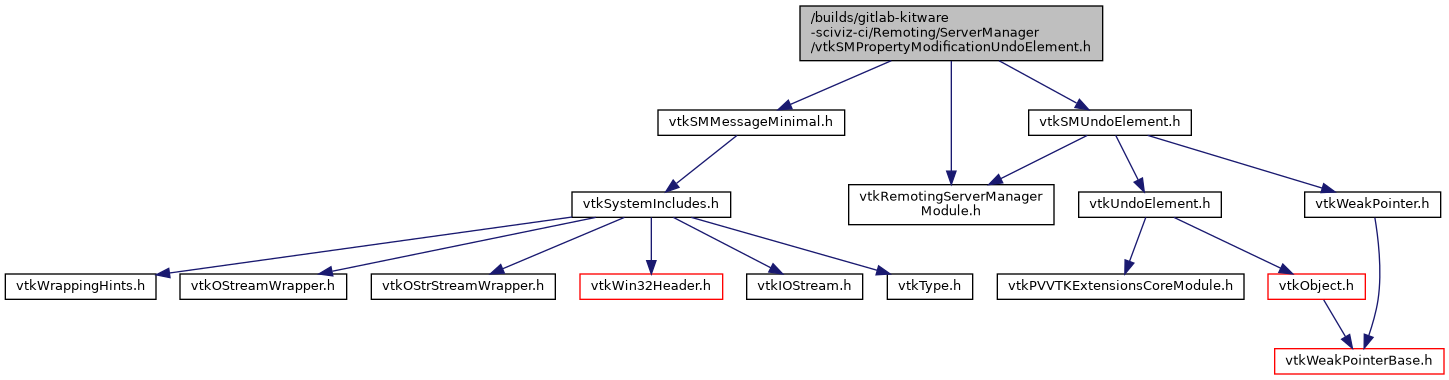 /builds/gitlab-kitware
-sciviz-ci/Remoting/ServerManager
/vtkSMPropertyModificationUndoElement.h
vtkSMMessageMinimal.h
vtkSMUndoElement.h
vtkSystemIncludes.h
vtkRemotingServerManager
Module.h
vtkUndoElement.h
vtkWeakPointer.h
vtkWrappingHints.h
vtkOStreamWrapper.h
vtkOStrStreamWrapper.h
vtkWin32Header.h
vtkIOStream.h
vtkType.h
vtkPVVTKExtensionsCoreModule.h
vtkObject.h
vtkWeakPointerBase.h